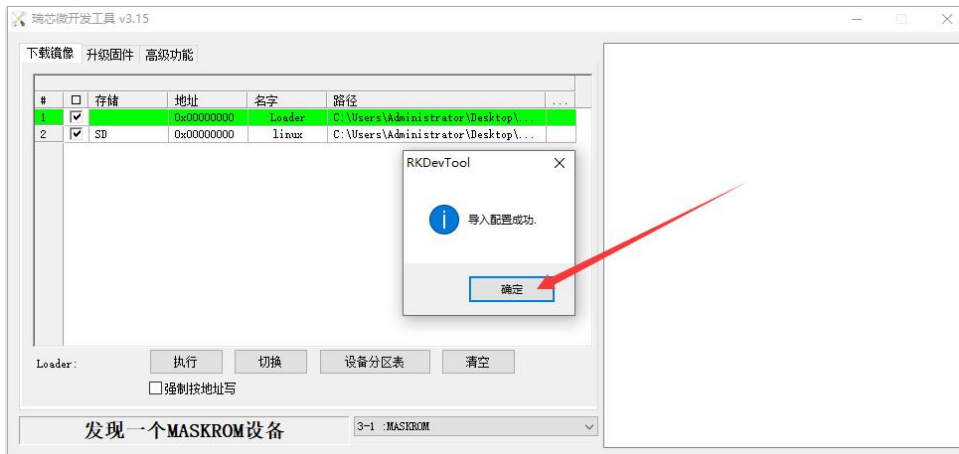 瑞芯微开发工具 v3.15
下载镜像 升级固件 高级功能
# 存储 地址 名字 路径 ...
1 0x00000000 Loader C:\Users\Administrator\Desktop\...
2 SD 0x00000000 linux C:\Users\Administrator\Desktop\...
RKDevTool
导入配置成功.
确定
Loader: 执行 切换 设备分区表 清空
强制按地址写
发现一个MASKROM设备 3-1 :MASKROM